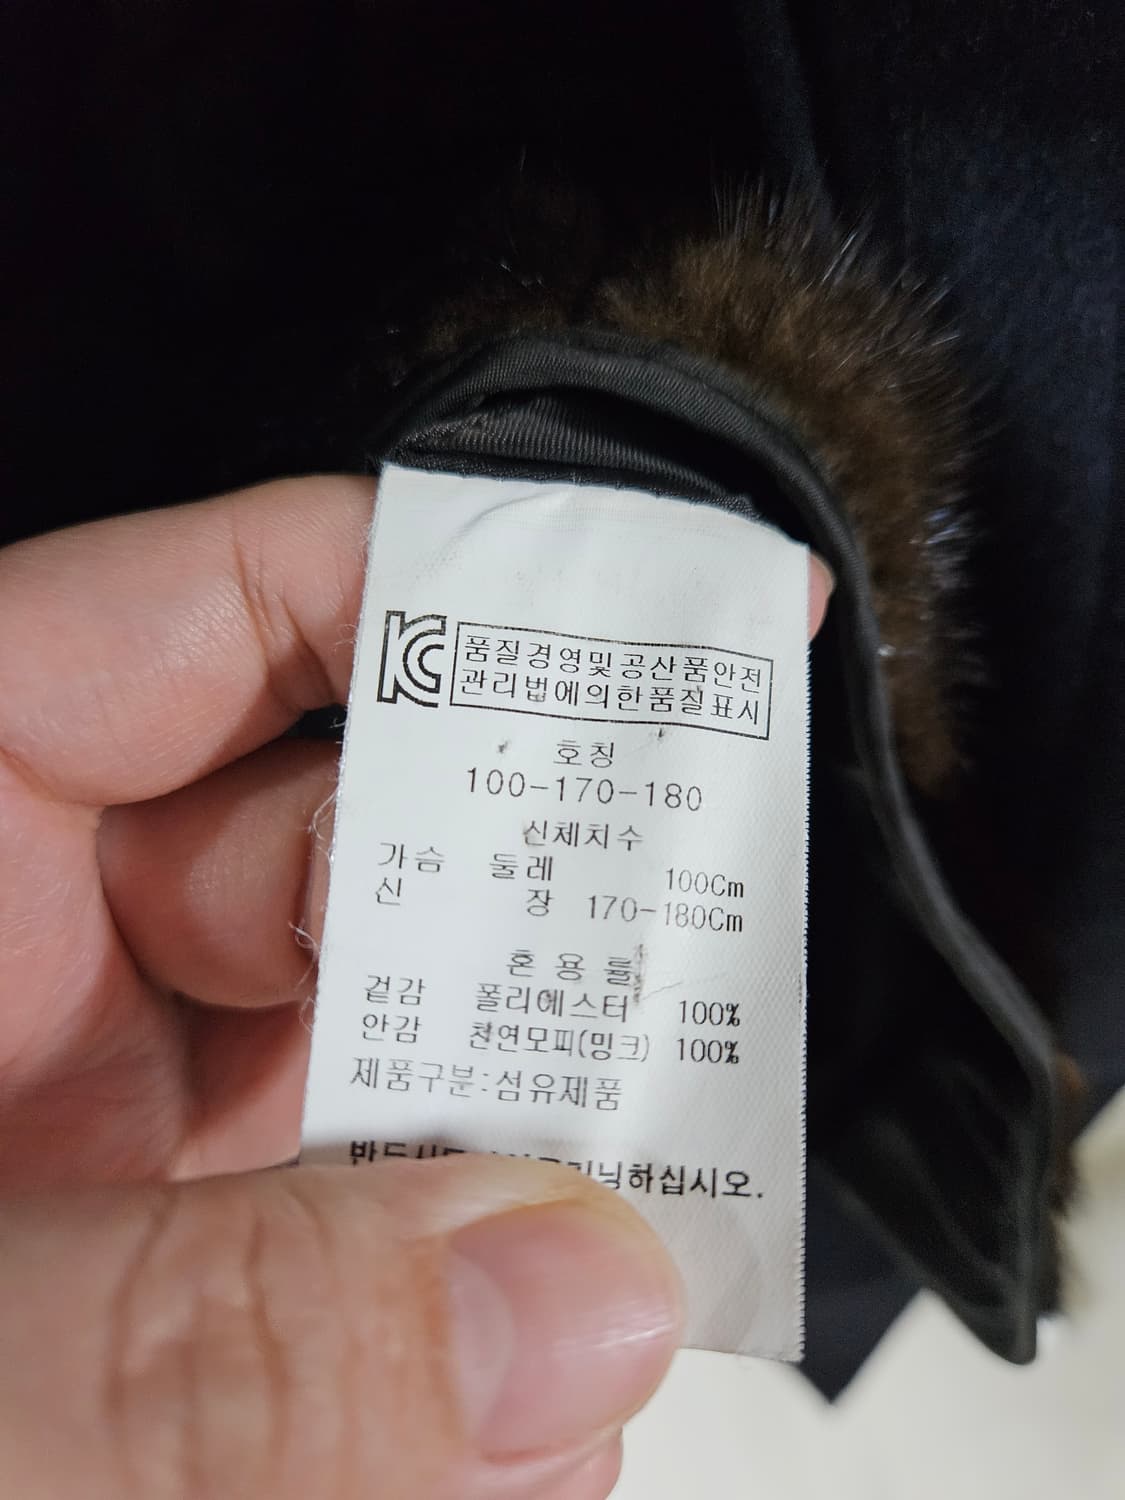 KC 품질경영및공산품안전
관리법에의한품질표시
호칭
100-170-180
신체치수
가슴 둘레 100Cm
신 장 170-180Cm
혼 용 률
겉감 폴리에스터 100%
안감 천연모피(밍크) 100%
제품구분:섬유제품
하십시오.